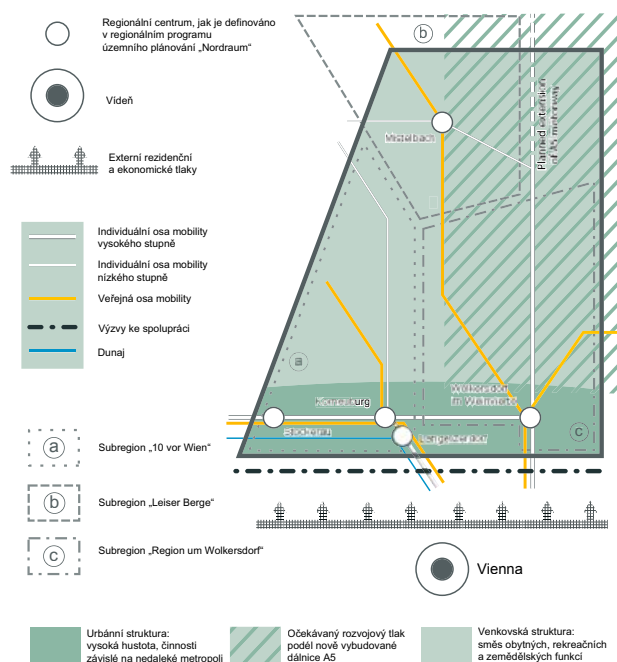 Regionální centrum, jak je definováno
v regionálním programu
územního plánování „Nordraum“
Vídeň
Externí rezidenční
a ekonomické tlaky
Individuální osa mobility
vysokého stupně
Individuální osa mobility
nízkého stupně
Veřejná osa mobility
Výzvy ke spolupráci
Dunaj
a
Subregion „10 vor Wien“
b
Subregion „Leiser Berge“
c
Subregion „Region um Wolkersdorf“
b
Mistelbach
Planned extension
of A5 motorway
a
Wolkersdorf
im Weinviertel
Korneuburg
Stockerau
Langenzersdorf
c
Vienna
Urbánní struktura:
vysoká hustota, činnosti
závislé na nedaleké metropoli
Očekávaný rozvojový tlak
podél nově vybudované
dálnice A5
Venkovská struktura:
směs obytných, rekreačních
a zemědělských funkcí